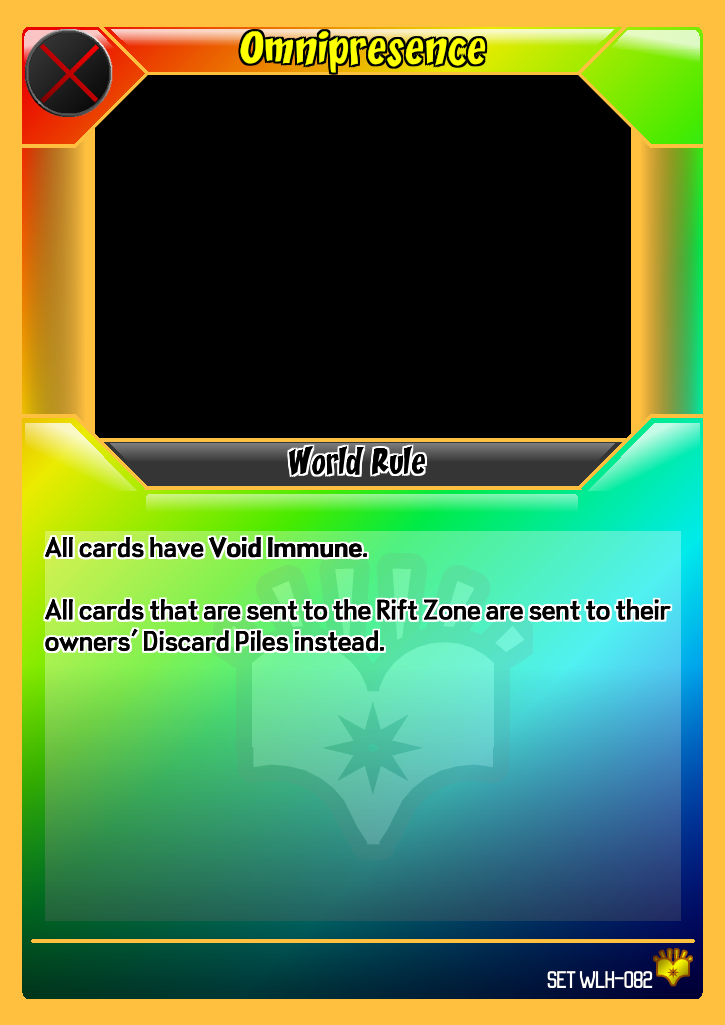 Omnipresence
World Rule
All cards have Void Immune.
All cards that are sent to the Rift Zone are sent to their
owners' Discard Piles instead.
SET WLH-082